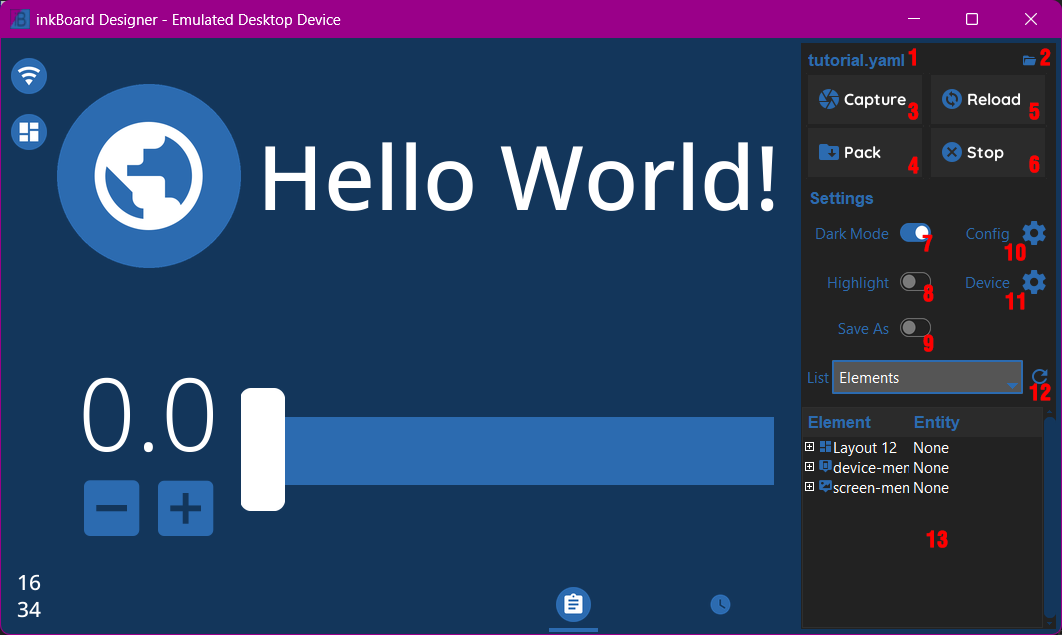 inkBoard Designer - Emulated Desktop Device
tutorial.yaml 1 2
Capture 3 Reload 5
Pack 4 Stop 6
Settings
Dark Mode 7 Config 10
Highlight 8 Device 11
Save As 9
List Elements 12
Element Entity
Layout 12 None
device-men None
screen-men None
13
Hello World!
0.0
16
34